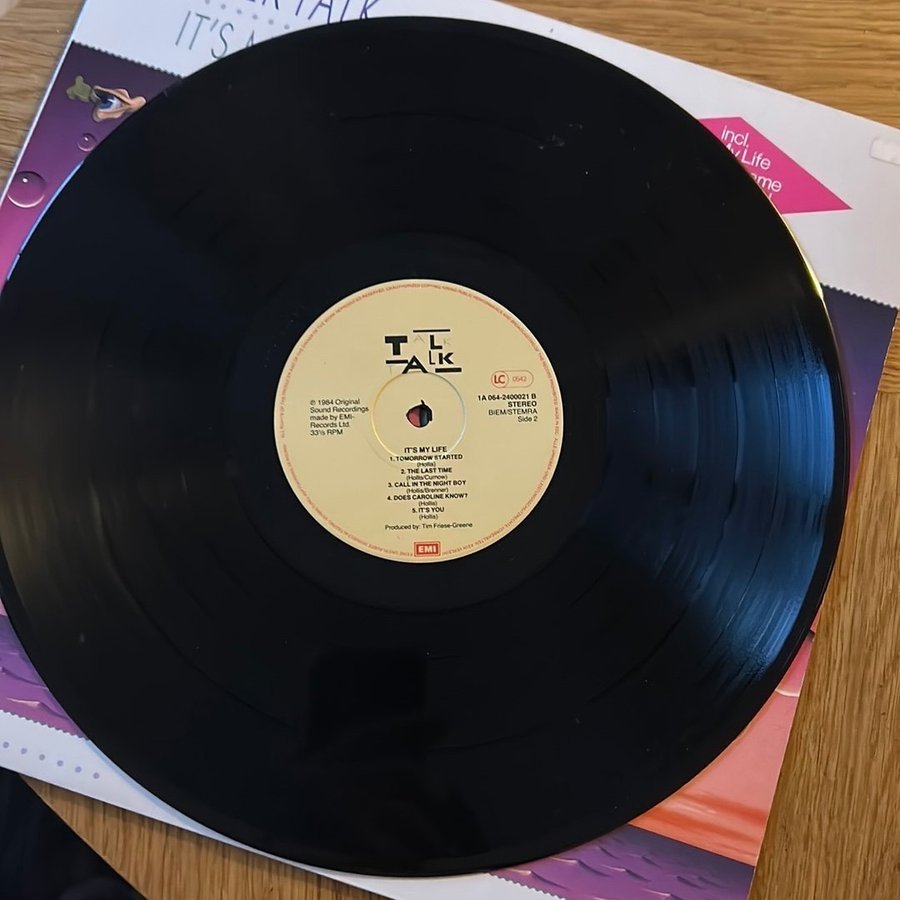 TALK
IT'S
incl.
My Life
TALK
TALK
LC 0542
℗ 1984 Original
Sound Recordings
made by EMI-
Records Ltd.
33⅓ RPM
1A 064-2400021 B
STEREO
BIEM/STEMRA
Side 2
IT'S MY LIFE
1. TOMORROW STARTED
(Hollis)
2. THE LAST TIME
(Hollis/Curnow)
3. CALL IN THE NIGHT BOY
(Hollis/Brenner)
4. DOES CAROLINE KNOW?
(Hollis)
5. IT'S YOU
(Hollis)
Produced by: Tim Friese-Greene
EMI